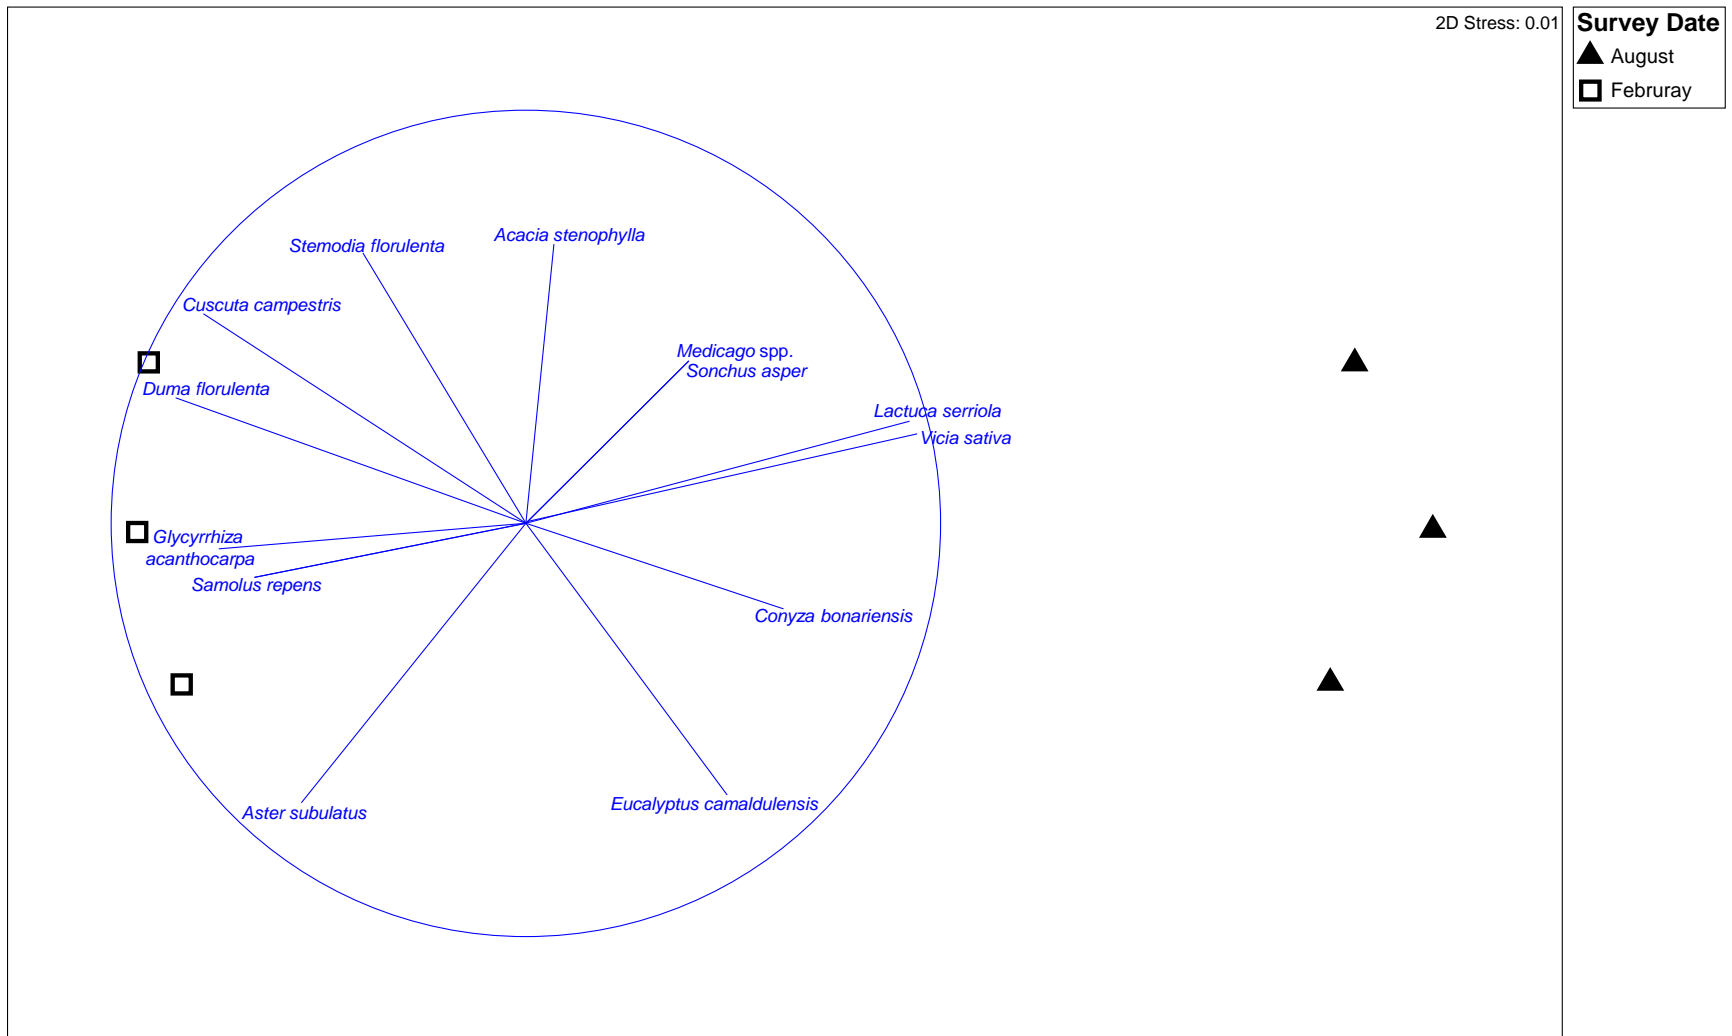 2D Stress: 0.01
Survey Date
August
Februray
Stemodia florulenta
Acacia stenophylla
Cuscuta campestris
Medicago spp.
Sonchus asper
Duma florulenta
Lactuca serriola
Vicia sativa
Glycyrrhiza
acanthocarpa
Samolus repens
Conyza bonariensis
Aster subulatus
Eucalyptus camaldulensis